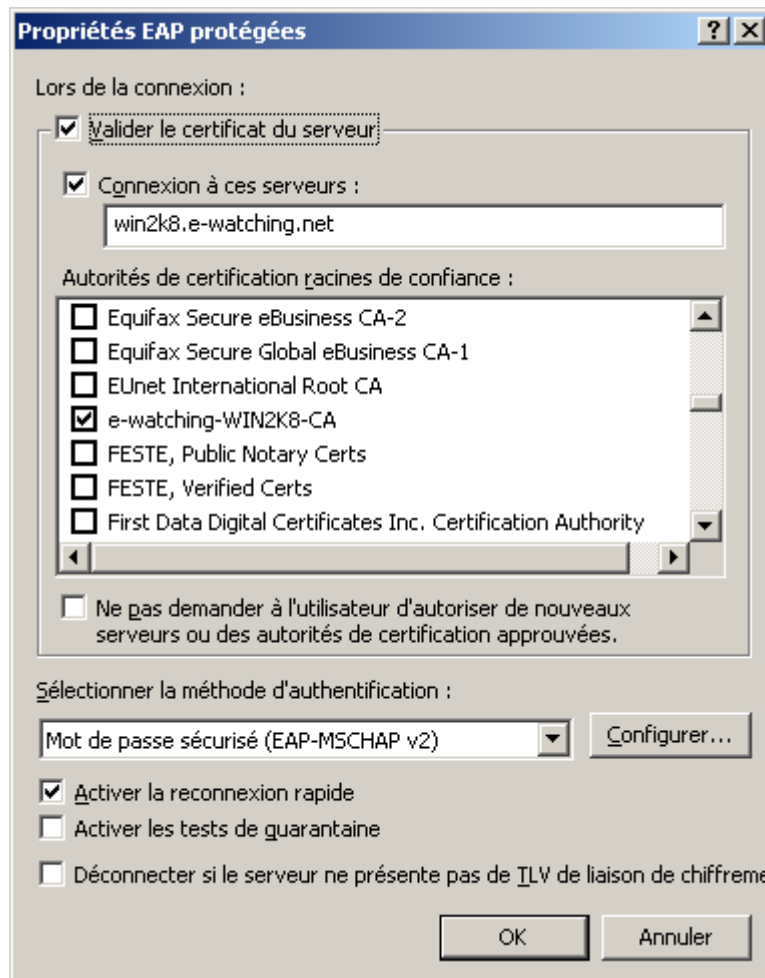 Propriétés EAP protégées
Lors de la connexion :
Valider le certificat du serveur
Connexion à ces serveurs :
win2k8.e-watching.net
Autorités de certification racines de confiance :
Equifax Secure eBusiness CA-2
Equifax Secure Global eBusiness CA-1
EUnet International Root CA
e-watching-WIN2K8-CA
FESTE, Public Notary Certs
FESTE, Verified Certs
First Data Digital Certificates Inc. Certification Authority
Ne pas demander à l'utilisateur d'autoriser de nouveaux
serveurs ou des autorités de certification approuvées.
Sélectionner la méthode d'authentification :
Mot de passe sécurisé (EAP-MSCHAP v2) Configurer...
Activer la reconnexion rapide
Activer les tests de quarantaine
Déconnecter si le serveur ne présente pas de TLV de liaison de chiffreme
OK Annuler